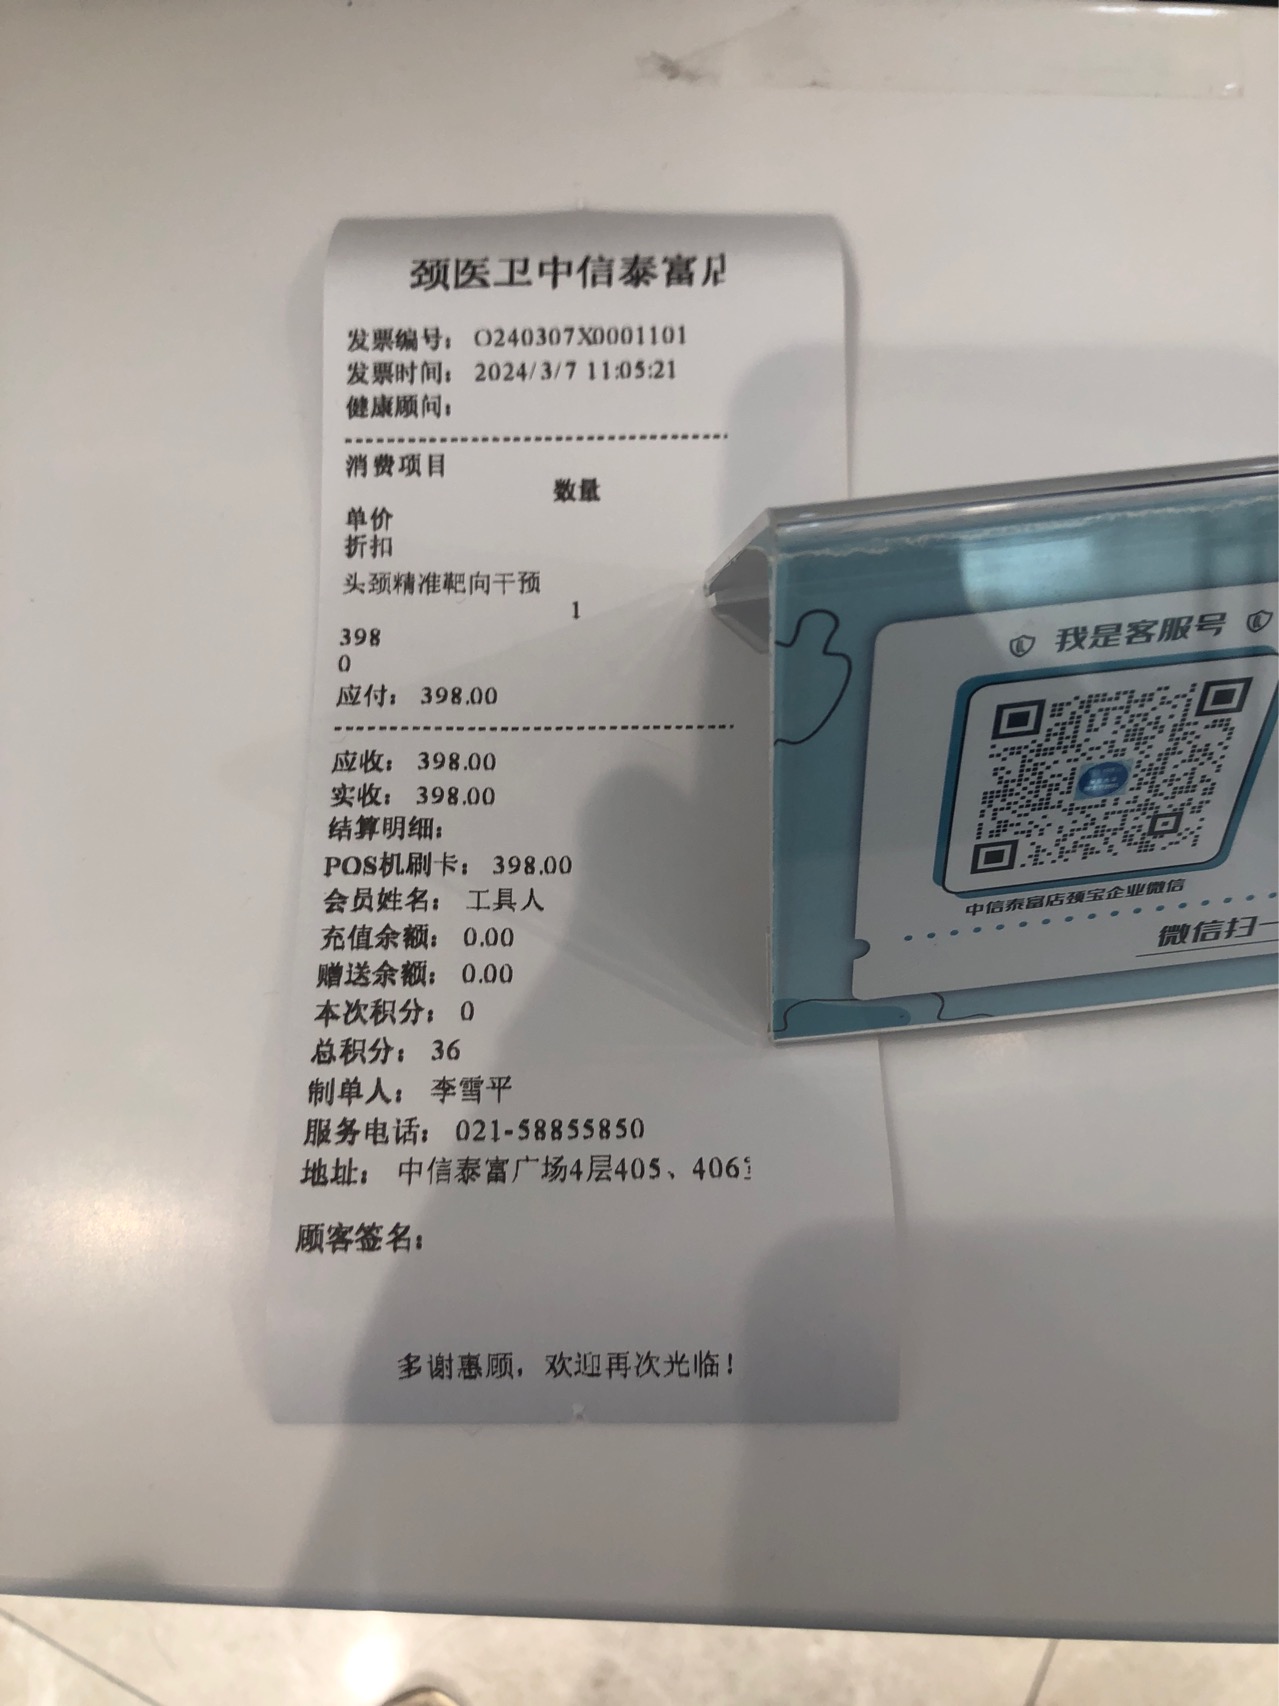 颈医卫中信泰富店
发票编号： O240307X0001101
发票时间： 2024/3/7 11:05:21
健康顾问：
消费项目
数量
单价
折扣
头颈精准靶向干预
1
398
0
应付： 398.00
应收： 398.00
实收： 398.00
结算明细：
POS机刷卡： 398.00
会员姓名： 工具人
充值余额： 0.00
赠送余额： 0.00
本次积分： 0
总积分： 36
制单人： 李雪平
服务电话： 021-58855850
地址： 中信泰富广场4层405、406室
顾客签名：
多谢惠顾，欢迎再次光临！
我是客服号
中信泰富店颈宝企业微信
微信扫一